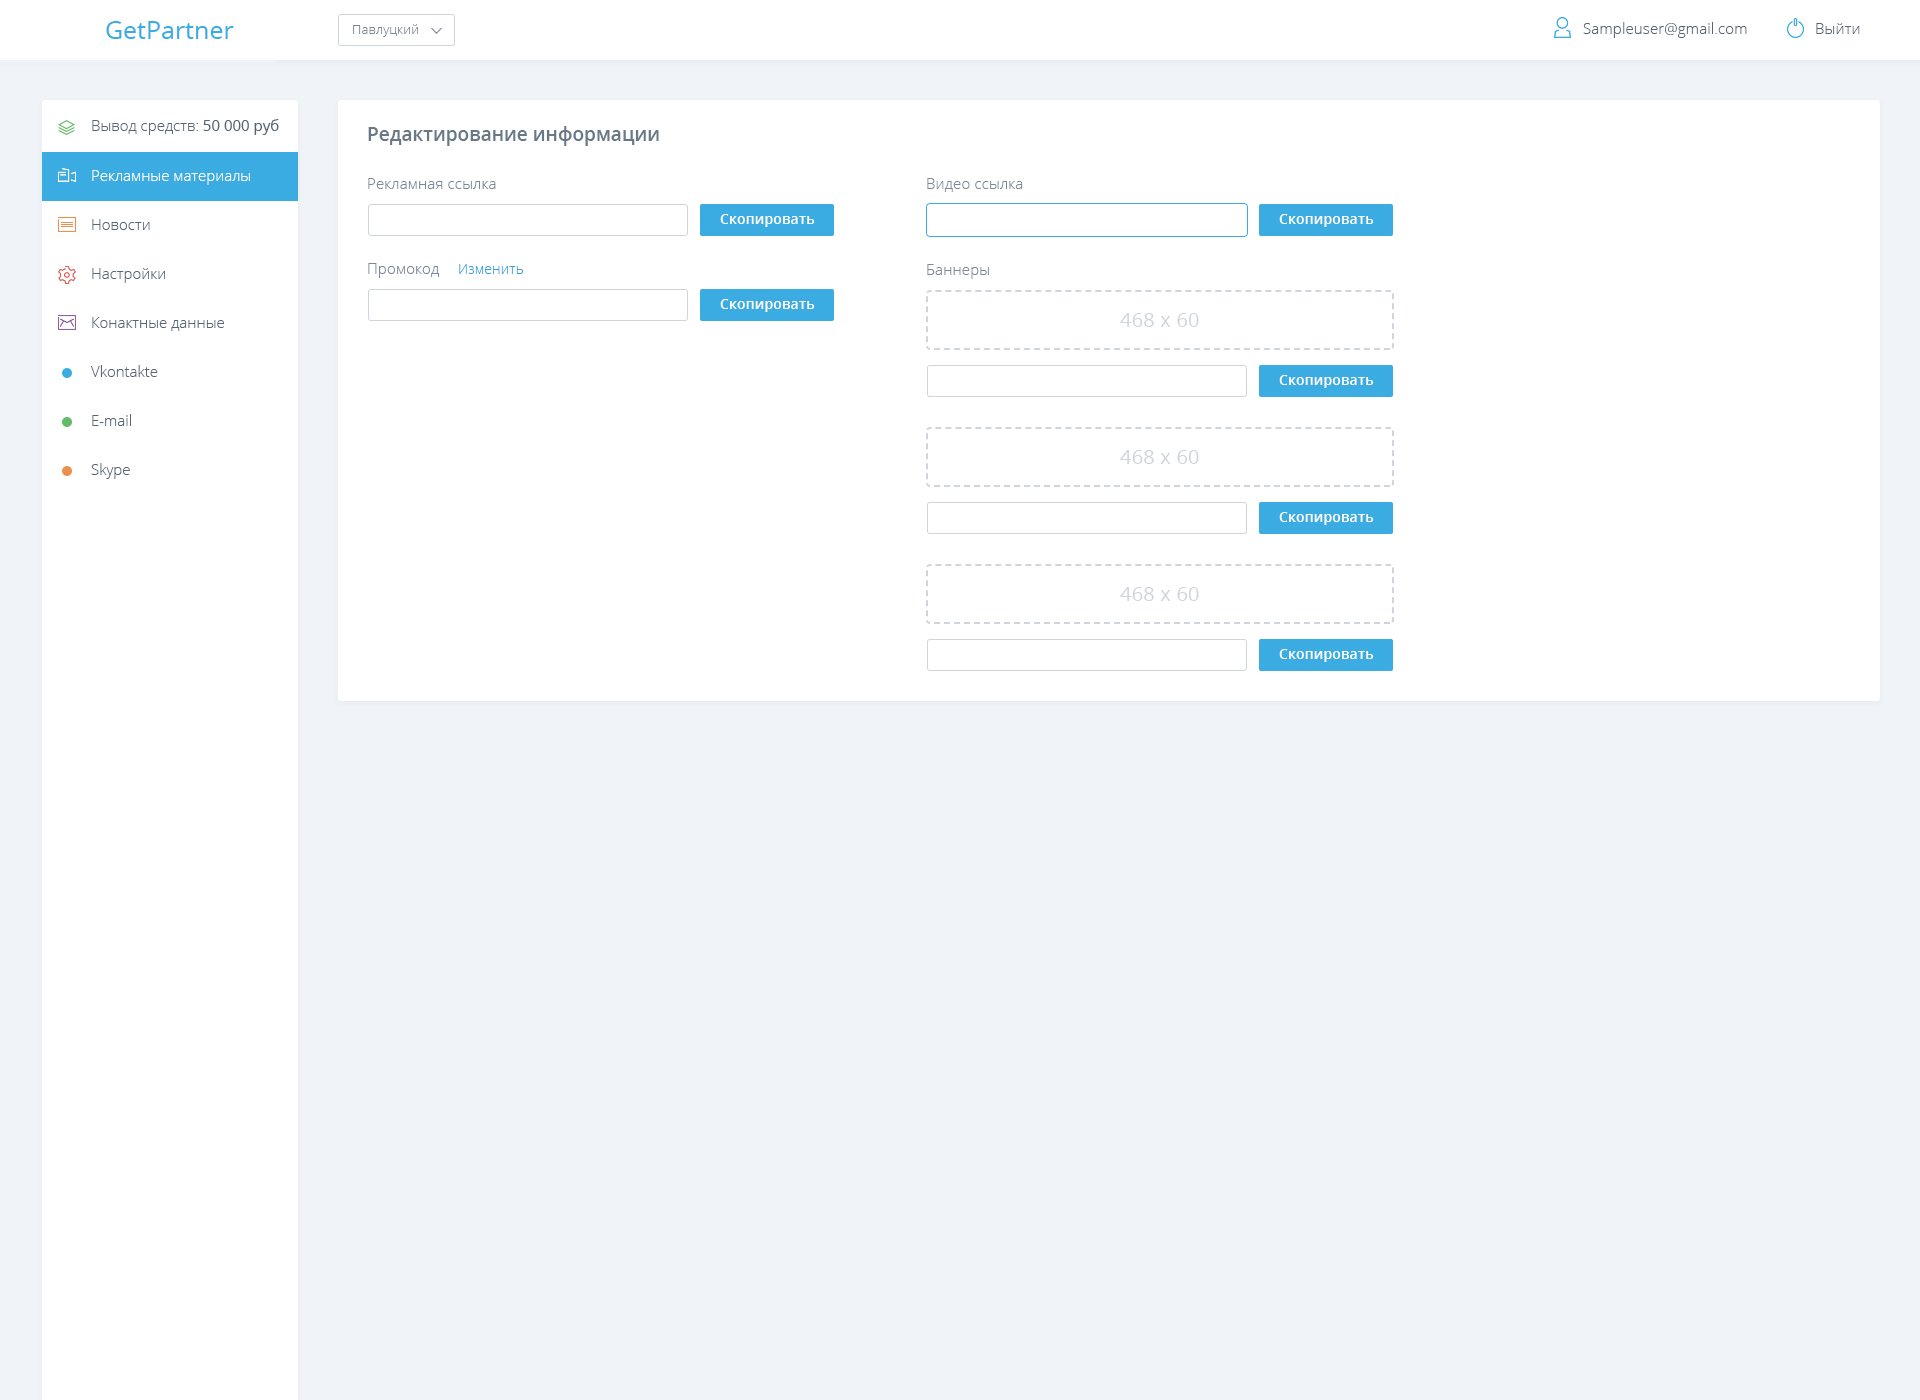 GetPartner
Павлуцкий
Sampleuser@gmail.com
Выйти
Вывод средств: 50 000 руб
Рекламные материалы
Новости
Настройки
Конактные данные
Vkontakte
E-mail
Skype
Редактирование информации
Рекламная ссылка
Скопировать
Промокод Изменить
Скопировать
Видео ссылка
Скопировать
Баннеры
468 x 60
Скопировать
468 x 60
Скопировать
468 x 60
Скопировать